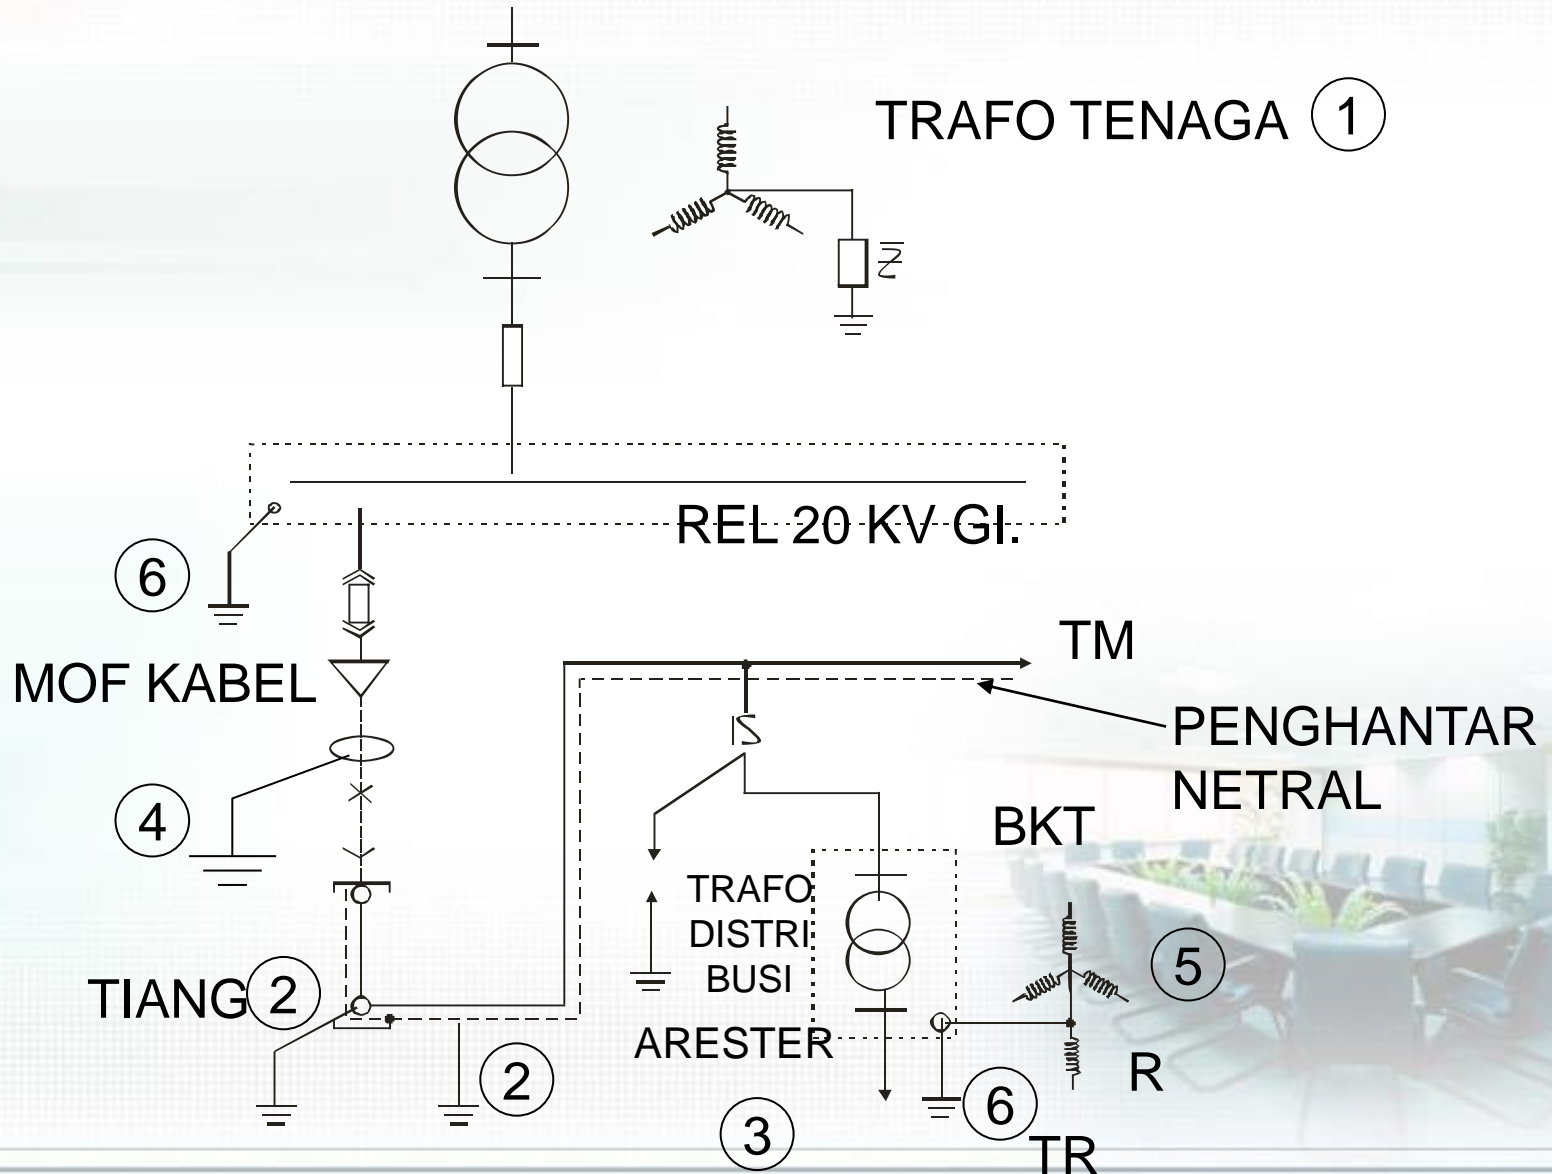 TRAFO TENAGA 1
Z
REL 20 KV GI.
6
TM
MOF KABEL
PENGHANTAR
NETRAL
Z
4
BKT
TRAFO
DISTRI
BUSI
5
TIANG 2
ARESTER
R
2
6
3
TR